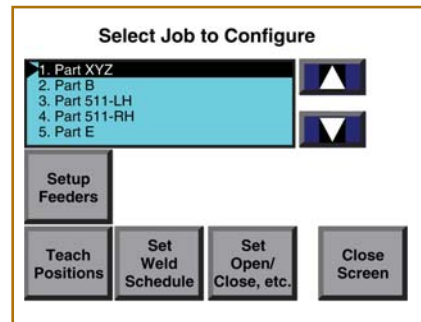 Select Job to Configure
1. Part XYZ
2. Part B
3. Part 511-LH
4. Part 511-RH
5. Part E
Setup
Feeders
Teach
Positions
Set
Weld
Schedule
Set
Open/
Close, etc.
Close
Screen